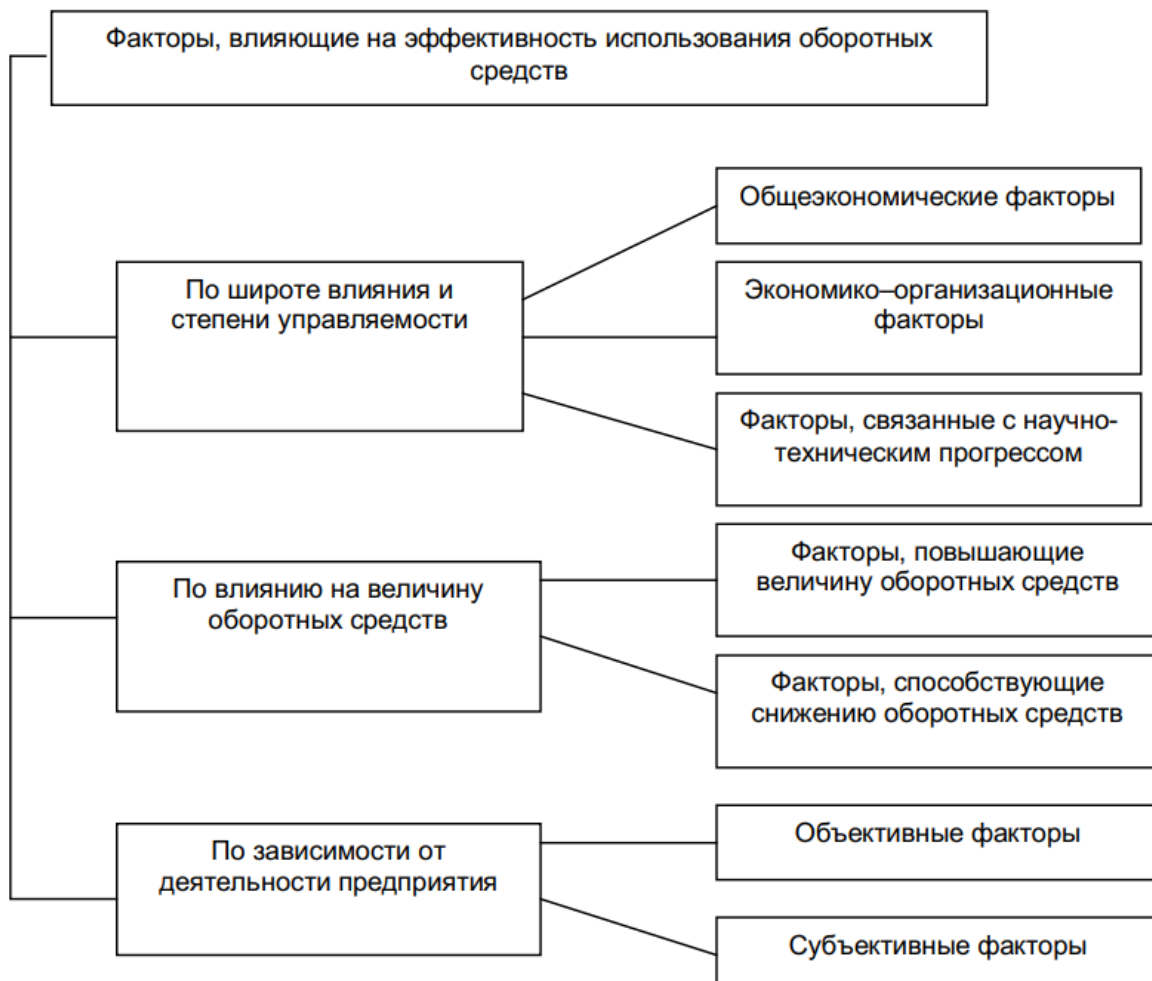 Факторы, влияющие на эффективность использования оборотных
средств
Общеэкономические факторы
По широте влияния и
степени управляемости
Экономико–организационные
факторы
Факторы, связанные с научно-
техническим прогрессом
Факторы, повышающие
величину оборотных средств
По влиянию на величину
оборотных средств
Факторы, способствующие
снижению оборотных средств
Объективные факторы
По зависимости от
деятельности предприятия
Субъективные факторы